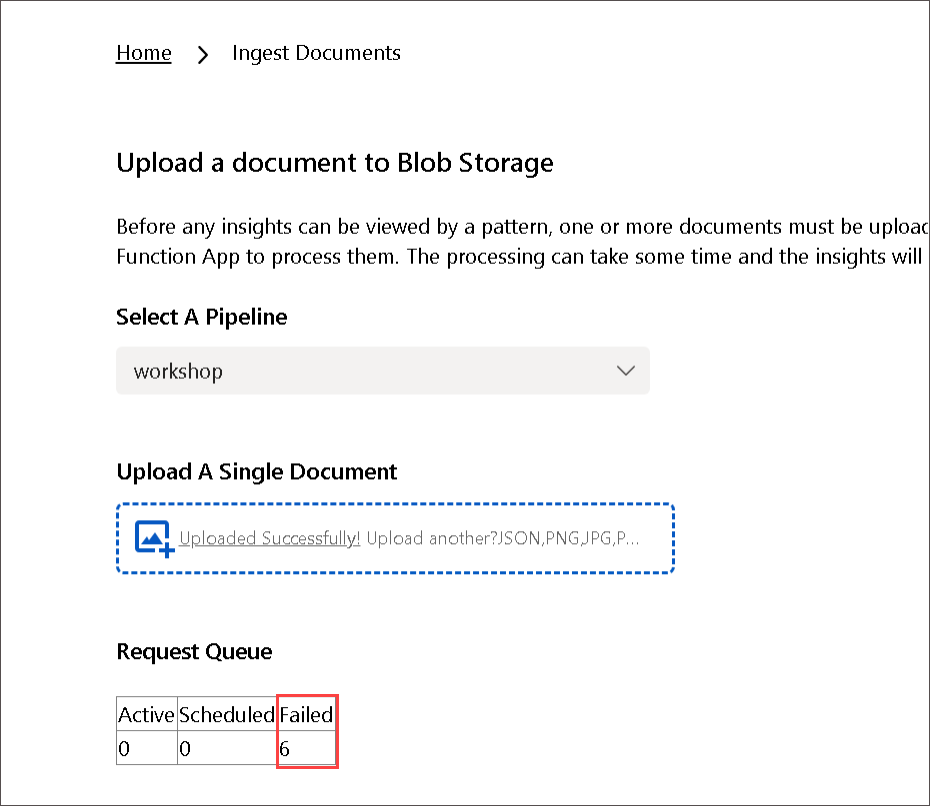 Home > Ingest Documents
Upload a document to Blob Storage
Before any insights can be viewed by a pattern, one or more documents must be uploac
Function App to process them. The processing can take some time and the insights will
Select A Pipeline
workshop
Upload A Single Document
Uploaded Successfully! Upload another?JSON,PNG,JPG,P...
Request Queue
Active Scheduled Failed
0 0 6